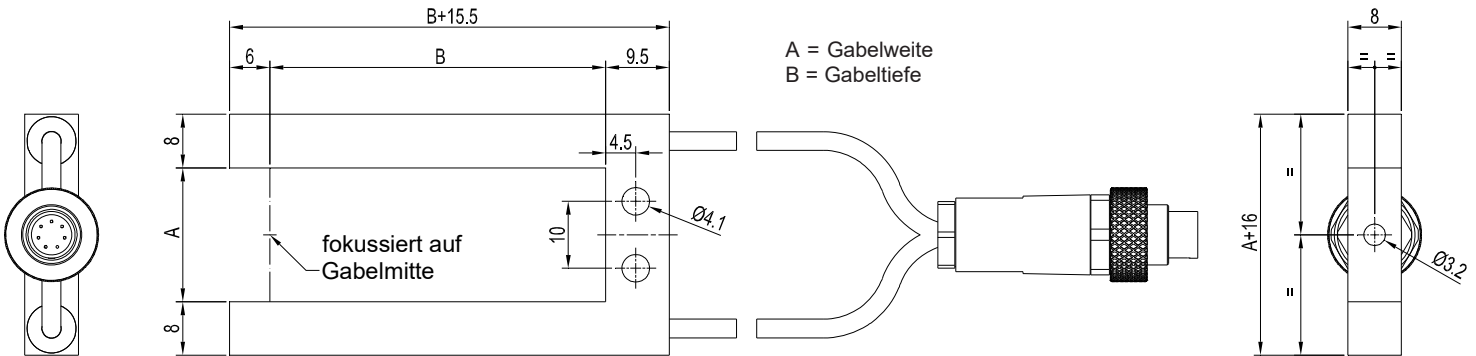 B+15.5
6
B
9.5
A = Gabelweite
B = Gabeltiefe
8
=
=
8
4.5
A
10
Ø4.1
fokussiert auf
Gabelmitte
8
A+16
=
=
Ø3.2